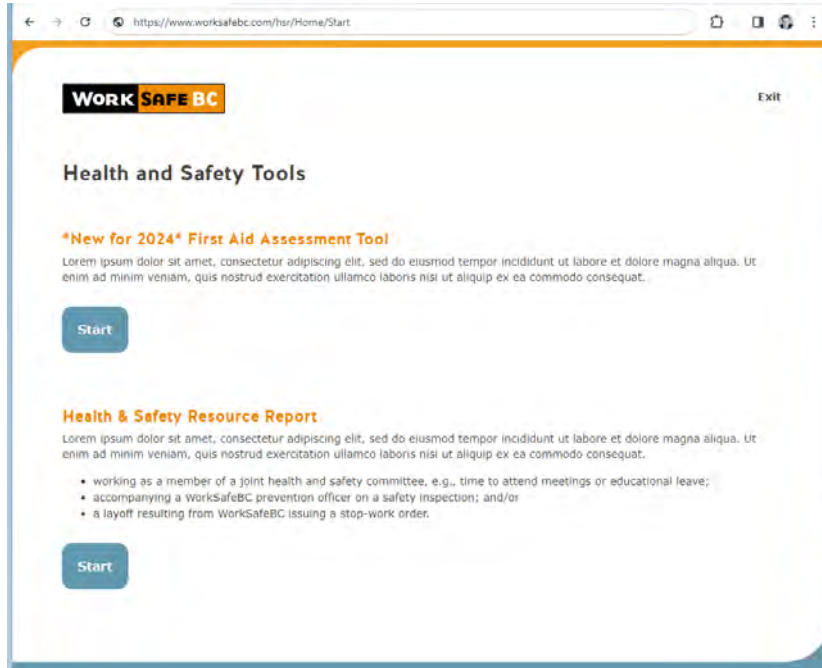 https://www.worksafebc.com/hsr/Home/Start
WORK SAFE BC
Exit
Health and Safety Tools
*New for 2024* First Aid Assessment Tool
Lorem ipsum dolor sit amet, consectetur adipiscing elit, sed do eiusmod tempor incididunt ut labore et dolore magna aliqua. Ut
enim ad minim veniam, quis nostrud exercitation ullamco laboris nisi ut aliquip ex ea commodo consequat.
Start
Health & Safety Resource Report
Lorem ipsum dolor sit amet, consectetur adipiscing elit, sed do eiusmod tempor incididunt ut labore et dolore magna aliqua. Ut
enim ad minim veniam, quis nostrud exercitation ullamco laboris nisi ut aliquip ex ea commodo consequat.
• working as a member of a joint health and safety committee, e.g., time to attend meetings or educational leave;
• accompanying a WorkSafeBC prevention officer on a safety inspection; and/or
• a layoff resulting from WorkSafeBC issuing a stop-work order.
Start